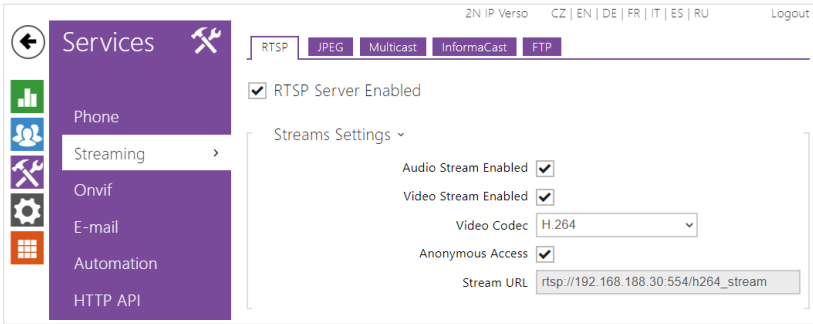 2N IP Verso CZ | EN | DE | FR | IT | ES | RU Logout
Services
RTSP JPEG Multicast InformaCast FTP
RTSP Server Enabled
Phone
Streams Settings
Streaming
Audio Stream Enabled
Onvif
Video Stream Enabled
E-mail
Video Codec H.264
Automation
Anonymous Access
HTTP API
Stream URL rtsp://192.168.188.30:554/h264_stream